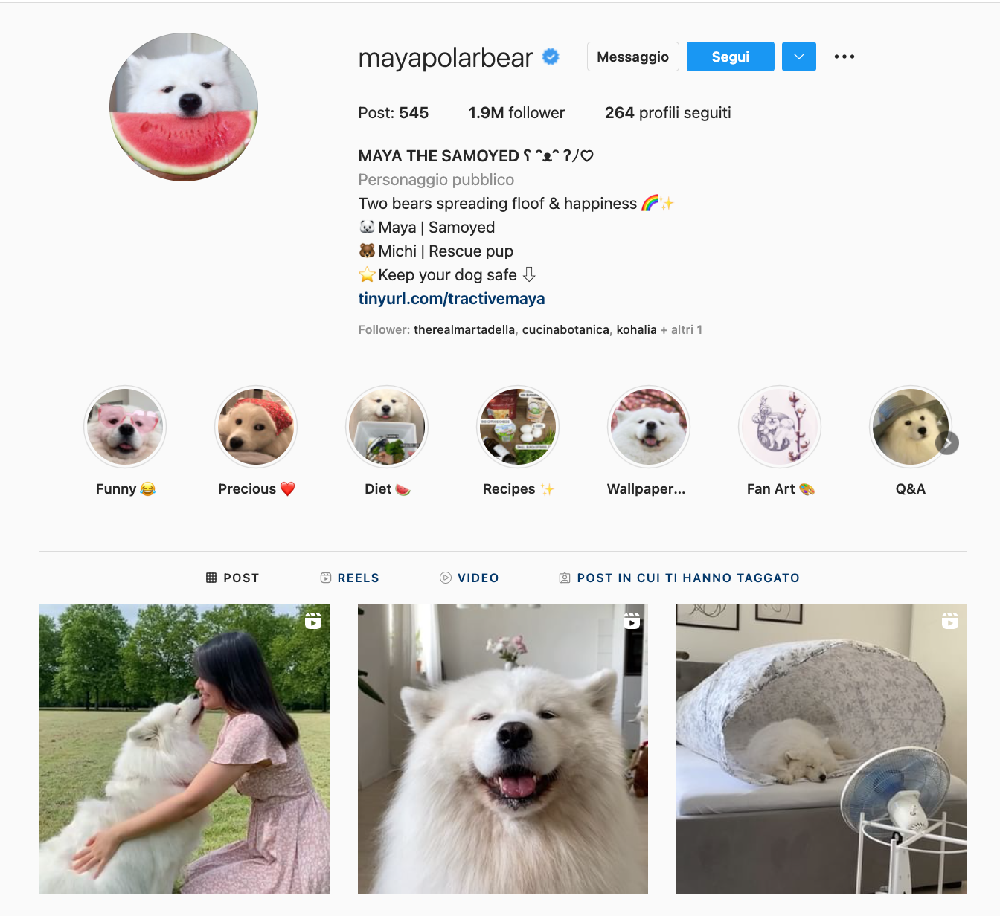 mayapolarbear
Messaggio
Segui
Post: 545 1.9M follower 264 profili seguiti
MAYA THE SAMOYED ʕ ᵔᴥᵔ ʔﾉ♡
Personaggio pubblico
Two bears spreading floof & happiness 🌈✨
🐼 Maya | Samoyed
🐻 Michi | Rescue pup
⭐ Keep your dog safe ⇩
tinyurl.com/tractivemaya
Follower: therealmartadella, cucinabotanica, kohalia + altri 1
Funny 😂
Precious ❤️
Diet 🍉
Recipes ✨
Wallpaper...
Fan Art 🎨
Q&A
POST
REELS
VIDEO
POST IN CUI TI HANNO TAGGATO